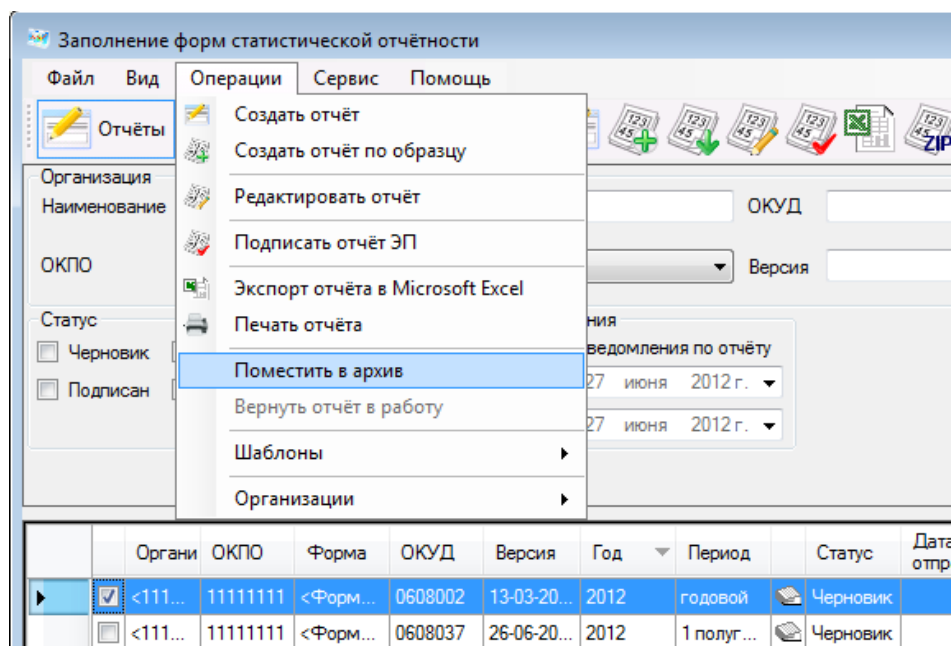 Заполнение форм статистической отчётности
Файл Вид Операции Сервис Помощь
Отчёты
Создать отчёт
Создать отчёт по образцу
Редактировать отчёт
Подписать отчёт ЭП
Экспорт отчёта в Microsoft Excel
Печать отчёта
Поместить в архив
Вернуть отчёт в работу
Шаблоны
Организации
ZIP
Организация
Наименование
ОКУД
ОКПО
Версия
Статус
Черновик
Подписан
ведомления по отчёту
27 июня 2012 г.
27 июня 2012 г.
Органи ОКПО Форма ОКУД Версия Год Период Статус Дата отпр
<111... 11111111 <Форм... 0608002 13-03-20... 2012 годовой Черновик
<111... 11111111 <Форм... 0608037 26-06-20... 2012 1 полуг... Черновик